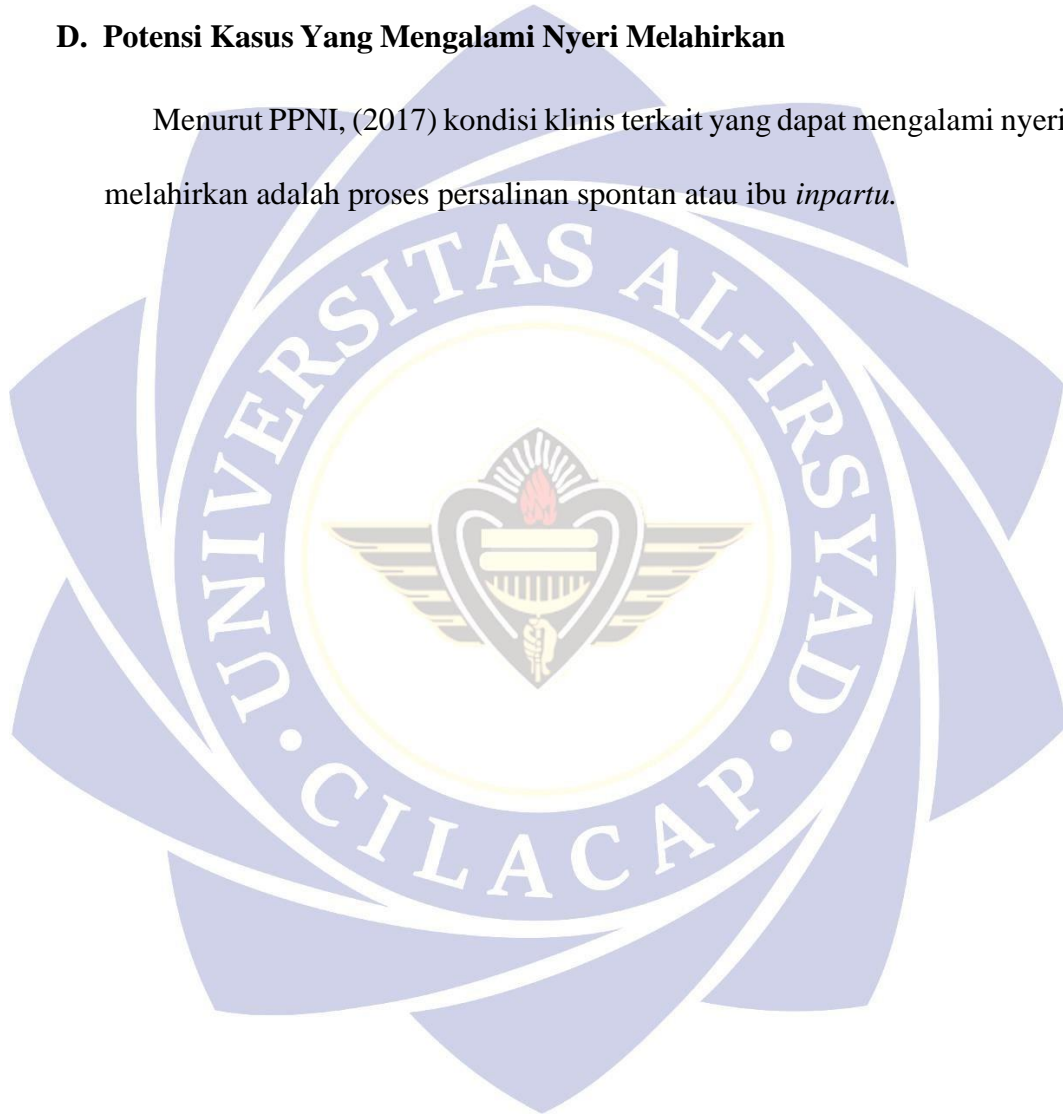 D. Potensi Kasus Yang Mengalami Nyeri Melahirkan
Menurut PPNI, (2017) kondisi klinis terkait yang dapat mengalami nyeri
melahirkan adalah proses persalinan spontan atau ibu inpartu.
UNIVERSITAS AL-IRSYAD
CILACAP